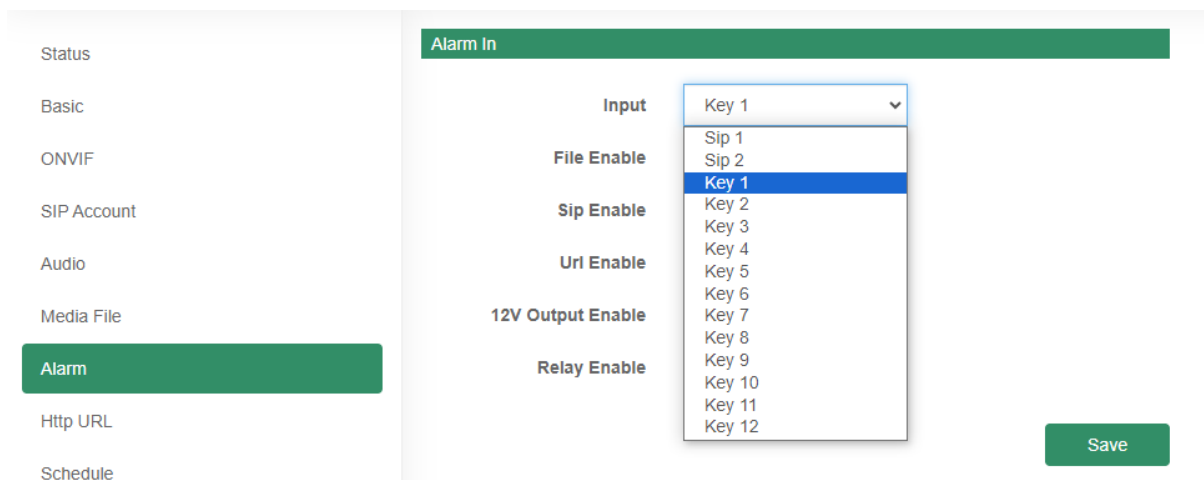 Status
Basic
ONVIF
SIP Account
Audio
Media File
Alarm
Http URL
Schedule
Alarm In
Input Key 1
Sip 1
Sip 2
Key 1
Key 2
Key 3
Key 4
Key 5
Key 6
Key 7
Key 8
Key 9
Key 10
Key 11
Key 12
File Enable
Sip Enable
Url Enable
12V Output Enable
Relay Enable
Save